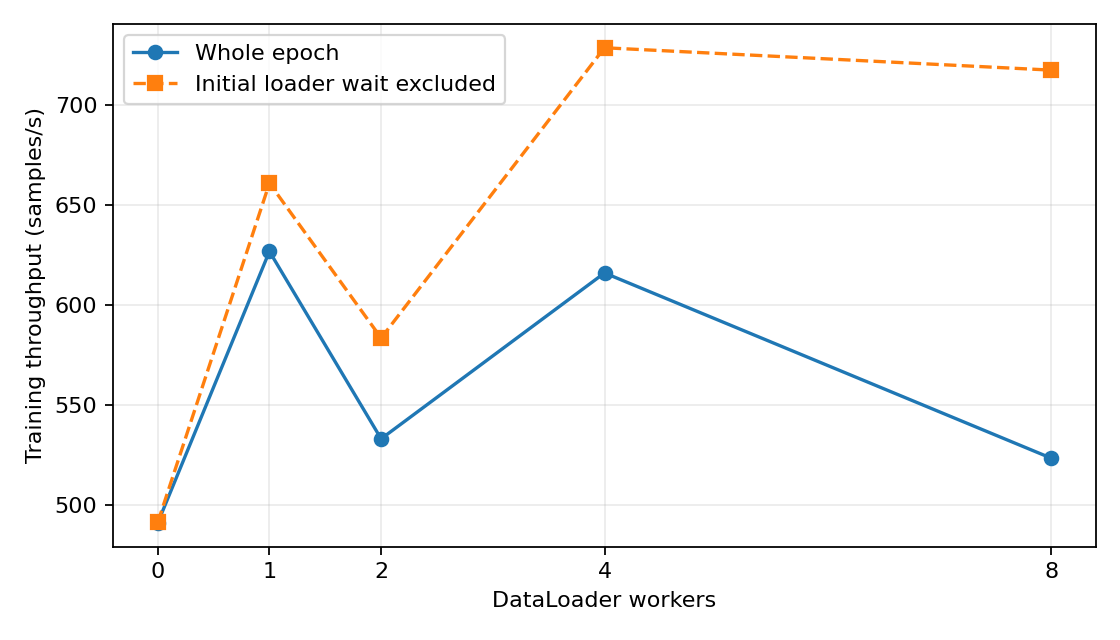 Whole epoch
Initial loader wait excluded
Training throughput (samples/s)
700
650
600
550
500
0 1 2 4 8
DataLoader workers